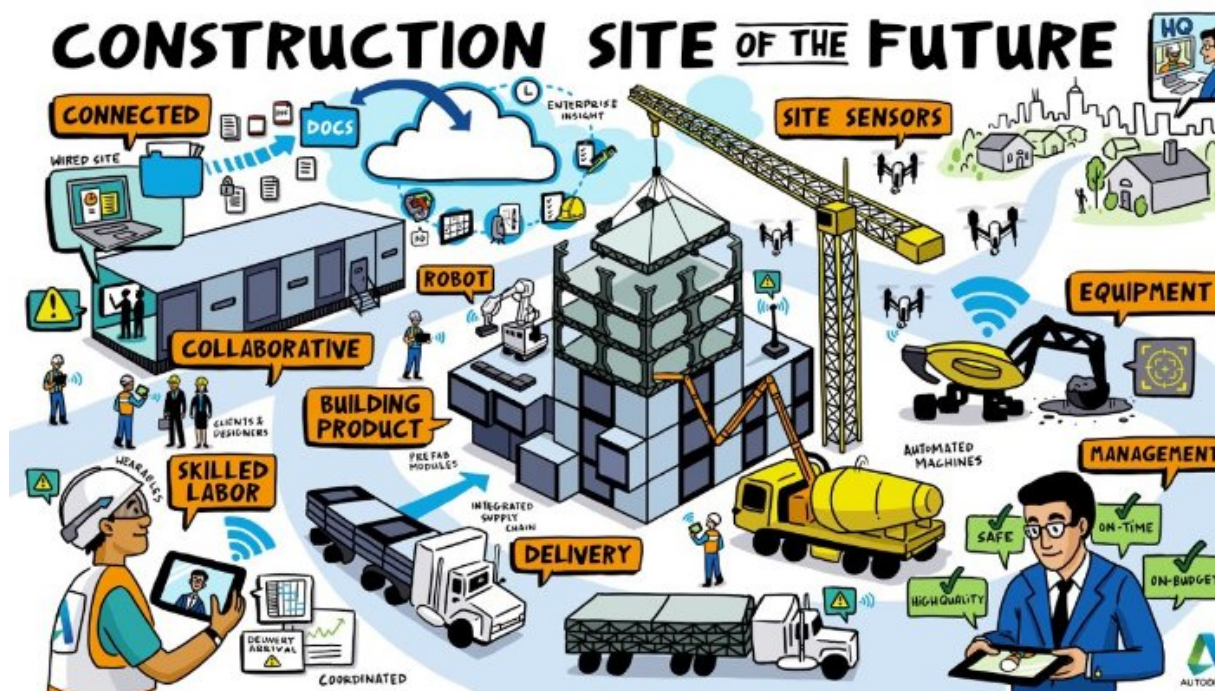 CONSTRUCTION SITE OF THE FUTURE
HQ
CONNECTED
WIRED SITE
DOCS
ENTERPRISE
INSIGHT
SITE SENSORS
ROBOT
EQUIPMENT
COLLABORATIVE
CLIENTS &
DESIGNERS
BUILDING
PRODUCT
PREFAB
MODULES
AUTOMATED
MACHINES
MANAGEMENT
WEARABLES
SKILLED
LABOR
INTEGRATED
SUPPLY
CHAIN
DELIVERY
SAFE
ON-TIME
HIGH QUALITY
ON-BUDGET
DELIVERY
ARRIVAL
COORDINATED